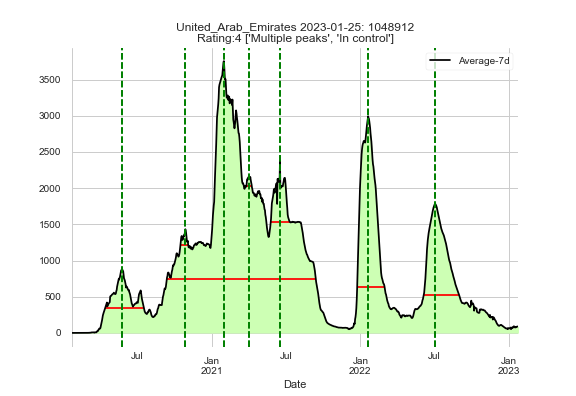 United_Arab_Emirates 2023-01-25: 1048912
Rating:4 ['Multiple peaks', 'In control']
Average-7d
3500
3000
2500
2000
1500
1000
500
0
Jul
Jan
2021
Jul
Jan
2022
Jul
Jan
2023
Date